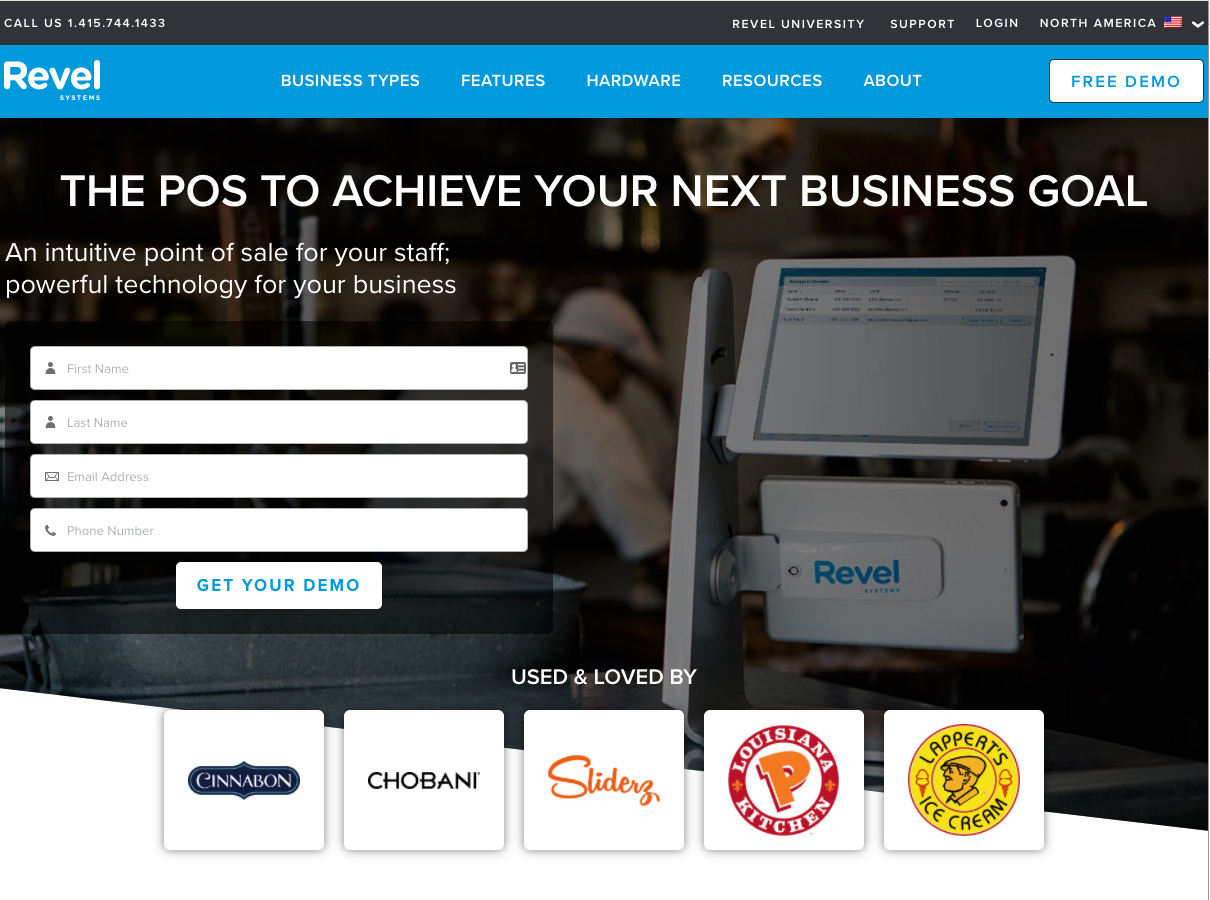 CALL US 1.415.744.1433
REVEL UNIVERSITY SUPPORT LOGIN NORTH AMERICA
Revel
SYSTEMS
BUSINESS TYPES FEATURES HARDWARE RESOURCES ABOUT
FREE DEMO
THE POS TO ACHIEVE YOUR NEXT BUSINESS GOAL
An intuitive point of sale for your staff;
powerful technology for your business
First Name
Last Name
Email Address
Phone Number
GET YOUR DEMO
Revel
SYSTEMS
USED & LOVED BY
CINNABON
CHOBANI
Sliderz
LOUISIANA
P
KITCHEN
LAPPERT'S
ICE CREAM